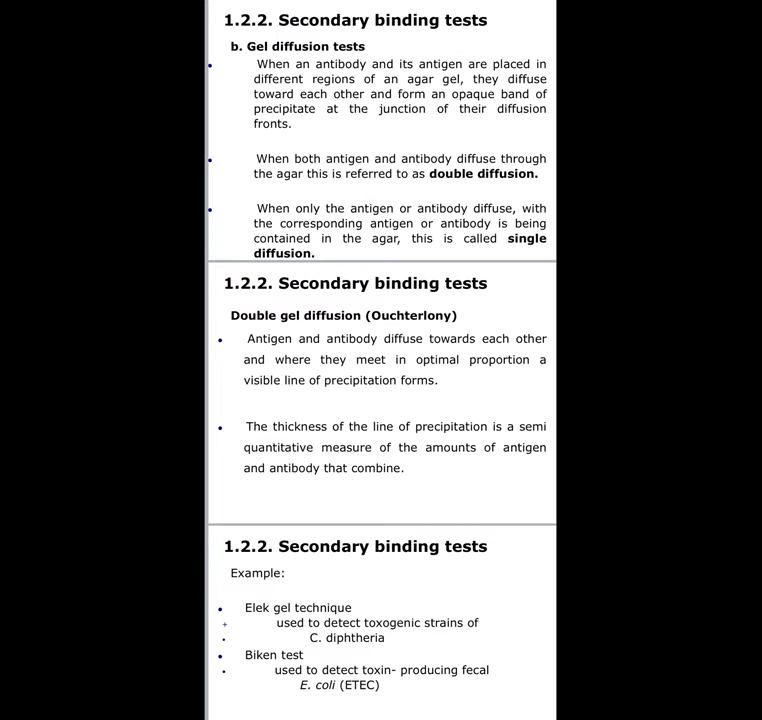 1.2.2. Secondary binding tests
b. Gel diffusion tests
• When an antibody and its antigen are placed in
different regions of an agar gel, they diffuse
toward each other and form an opaque band of
precipitate at the junction of their diffusion
fronts.
• When both antigen and antibody diffuse through
the agar this is referred to as double diffusion.
• When only the antigen or antibody diffuse, with
the corresponding antigen or antibody is being
contained in the agar, this is called single
diffusion.
1.2.2. Secondary binding tests
Double gel diffusion (Ouchterlony)
• Antigen and antibody diffuse towards each other
and where they meet in optimal proportion a
visible line of precipitation forms.
• The thickness of the line of precipitation is a semi
quantitative measure of the amounts of antigen
and antibody that combine.
1.2.2. Secondary binding tests
Example:
• Elek gel technique
+ used to detect toxogenic strains of
• C. diphtheria
• Biken test
• used to detect toxin- producing fecal
E. coli (ETEC)